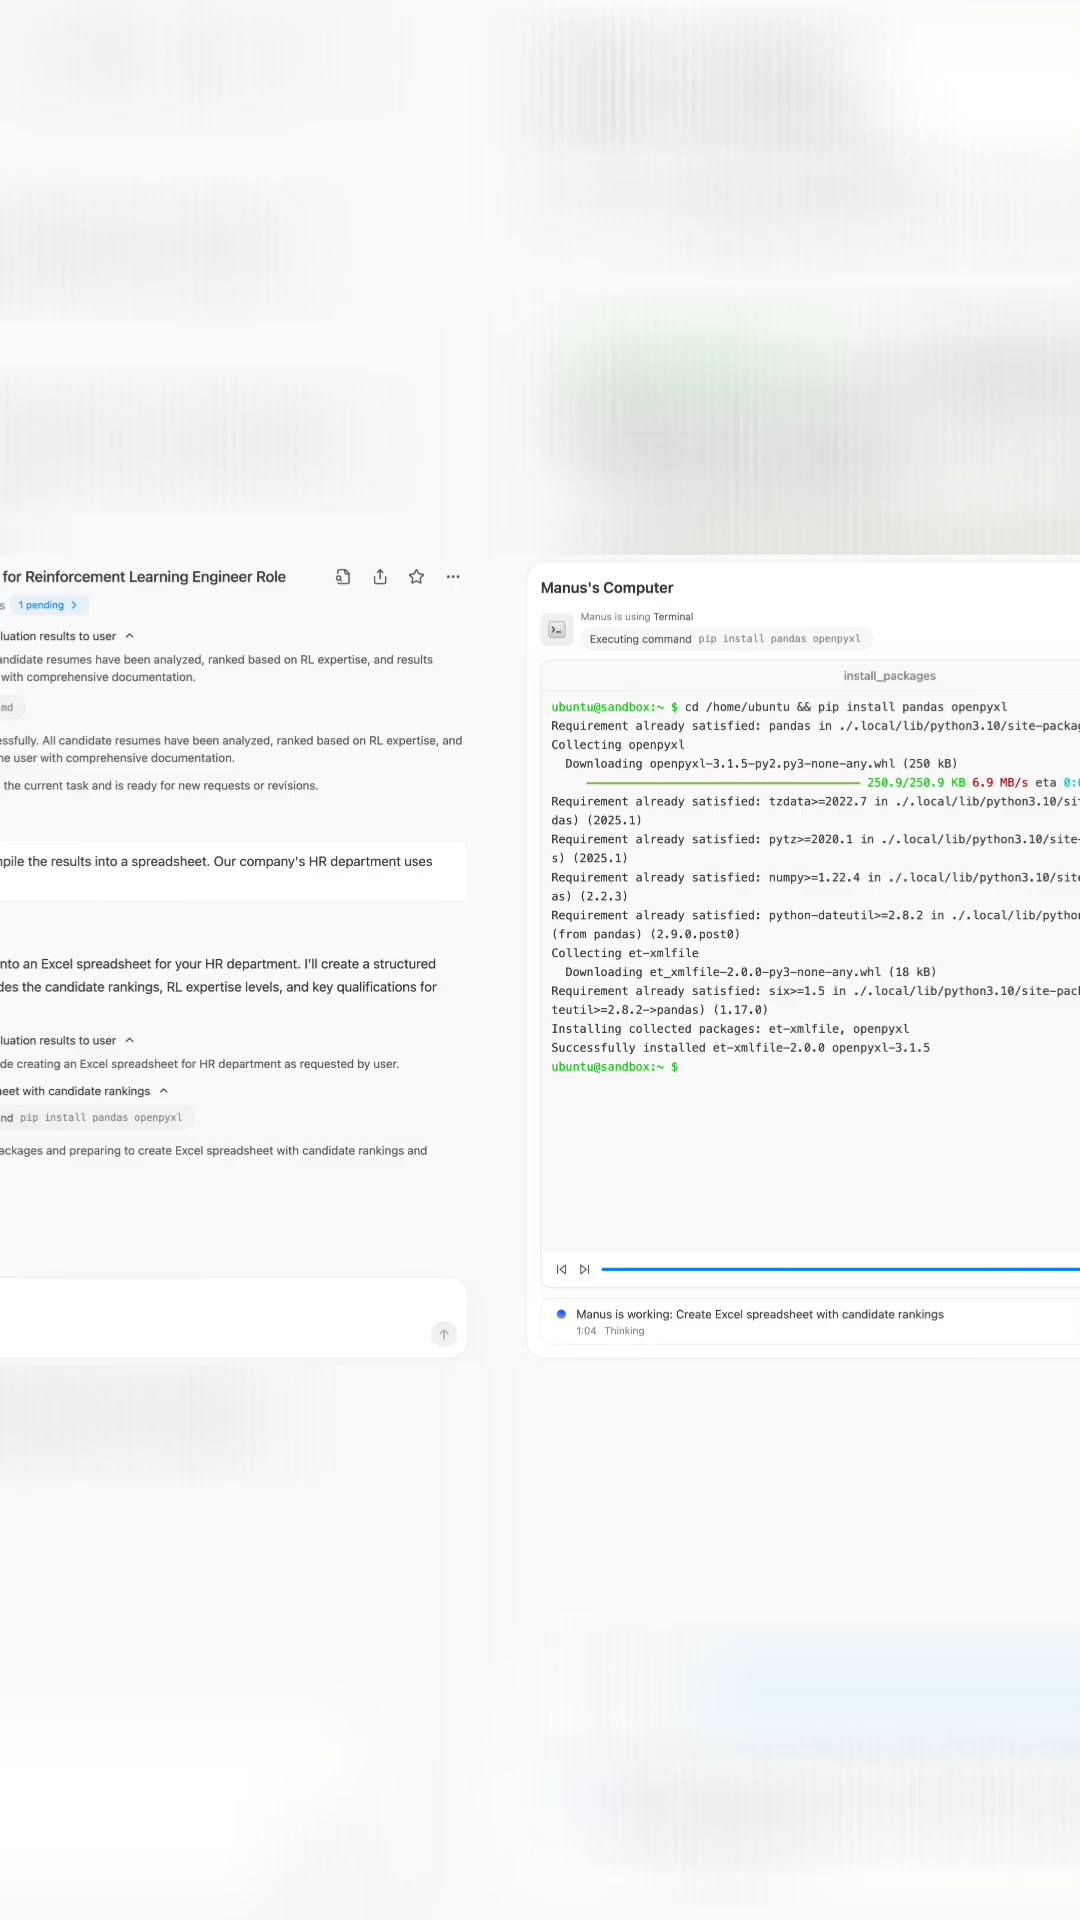 for Reinforcement Learning Engineer Role
s 1 pending
luation results to user
andidate resumes have been analyzed, ranked based on RL expertise, and results
with comprehensive documentation.
md
essfully. All candidate resumes have been analyzed, ranked based on RL expertise, and
ne user with comprehensive documentation.
the current task and is ready for new requests or revisions.
mpile the results into a spreadsheet. Our company's HR department uses
nto an Excel spreadsheet for your HR department. I'll create a structured
des the candidate rankings, RL expertise levels, and key qualifications for
luation results to user
de creating an Excel spreadsheet for HR department as requested by user.
eet with candidate rankings
nd pip install pandas openpyxl
ackages and preparing to create Excel spreadsheet with candidate rankings and
Manus's Computer
Manus is using Terminal
Executing command pip install pandas openpyxl
install_packages
ubuntu@sandbox:~ $ cd /home/ubuntu && pip install pandas openpyxl
Requirement already satisfied: pandas in ./.local/lib/python3.10/site-packag
Collecting openpyxl
Downloading openpyxl-3.1.5-py2.py3-none-any.whl (250 kB)
250.9/250.9 KB 6.9 MB/s eta 0:
Requirement already satisfied: tzdata>=2022.7 in ./.local/lib/python3.10/sit
das) (2025.1)
Requirement already satisfied: pytz>=2020.1 in ./.local/lib/python3.10/site-
s) (2025.1)
Requirement already satisfied: numpy>=1.22.4 in ./.local/lib/python3.10/site
as) (2.2.3)
Requirement already satisfied: python-dateutil>=2.8.2 in ./.local/lib/python
(from pandas) (2.9.0.post0)
Collecting et-xmlfile
Downloading et_xmlfile-2.0.0-py3-none-any.whl (18 kB)
Requirement already satisfied: six>=1.5 in ./.local/lib/python3.10/site-pack
teutil>=2.8.2->pandas) (1.17.0)
Installing collected packages: et-xmlfile, openpyxl
Successfully installed et-xmlfile-2.0.0 openpyxl-3.1.5
ubuntu@sandbox:~ $
Manus is working: Create Excel spreadsheet with candidate rankings
1:04 Thinking